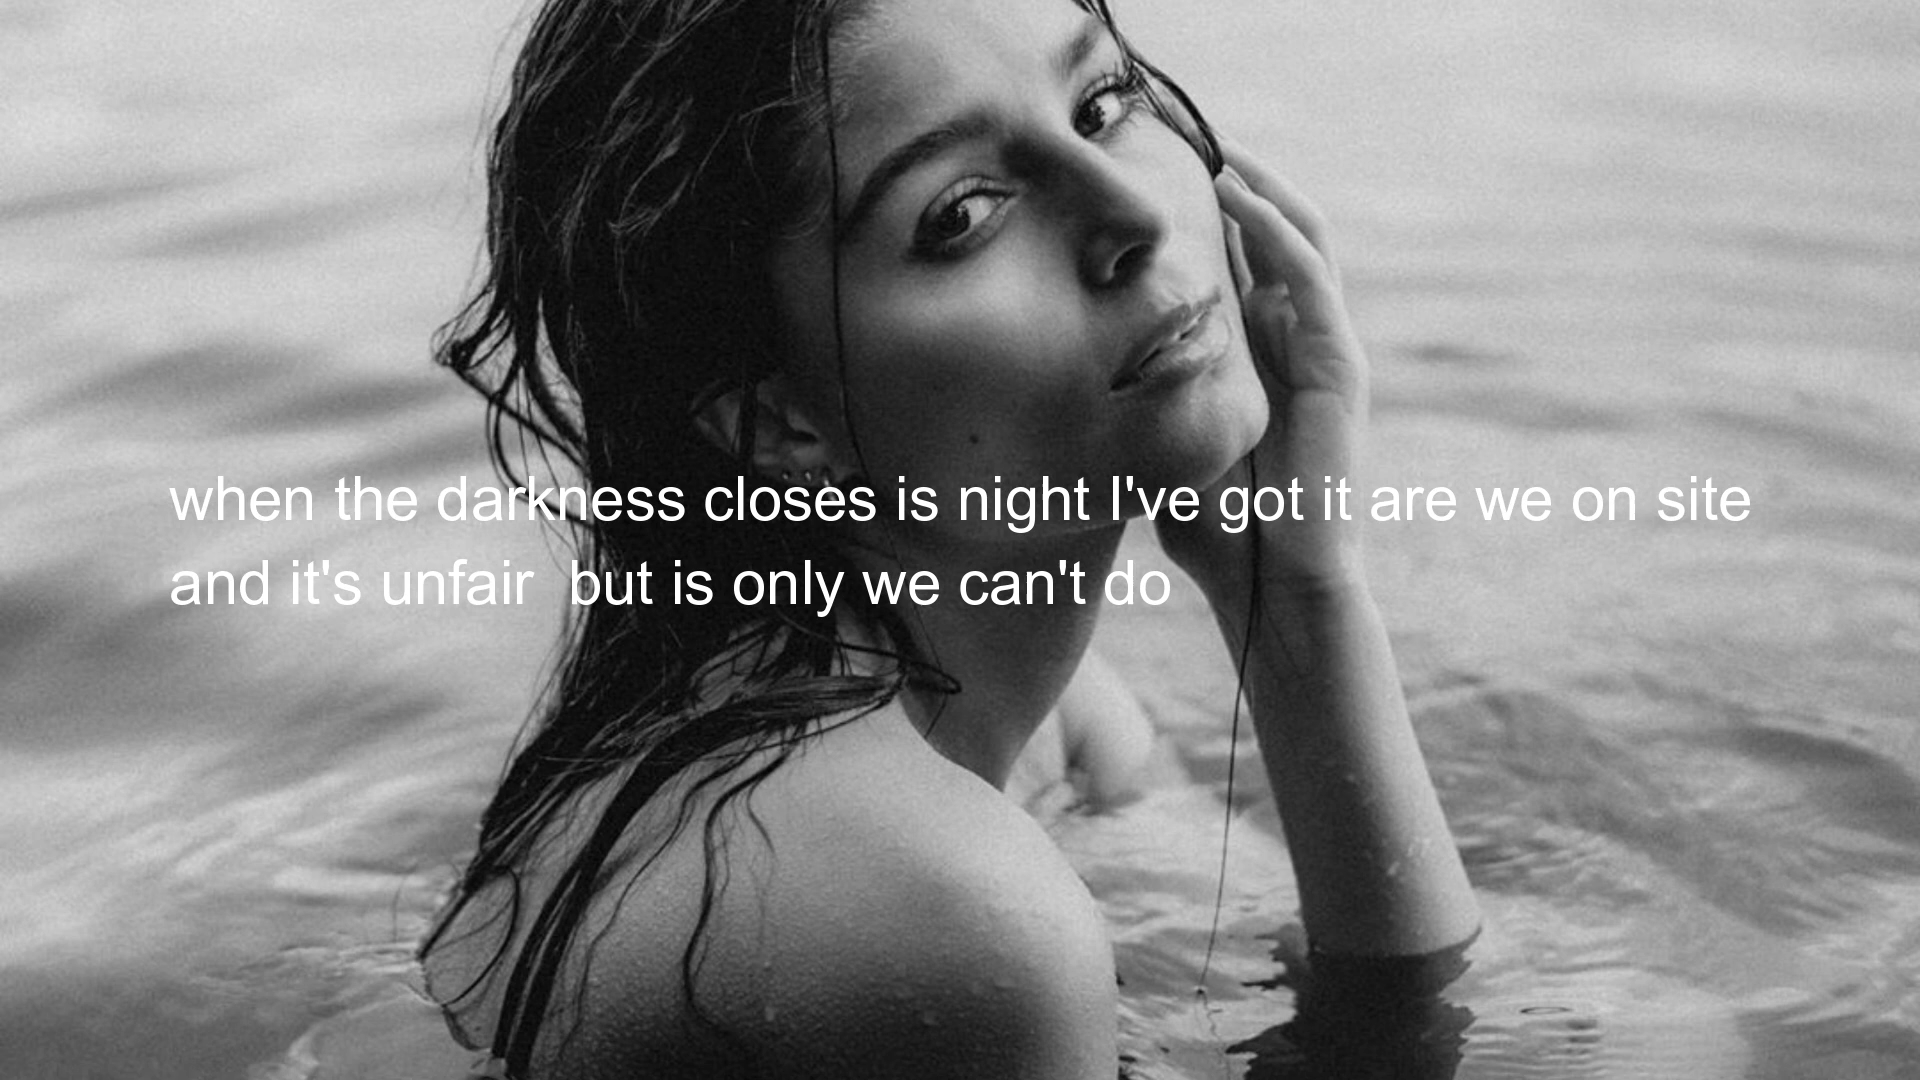 when the darkness closes is night I've got it are we on site
and it's unfair  but is only we can't do